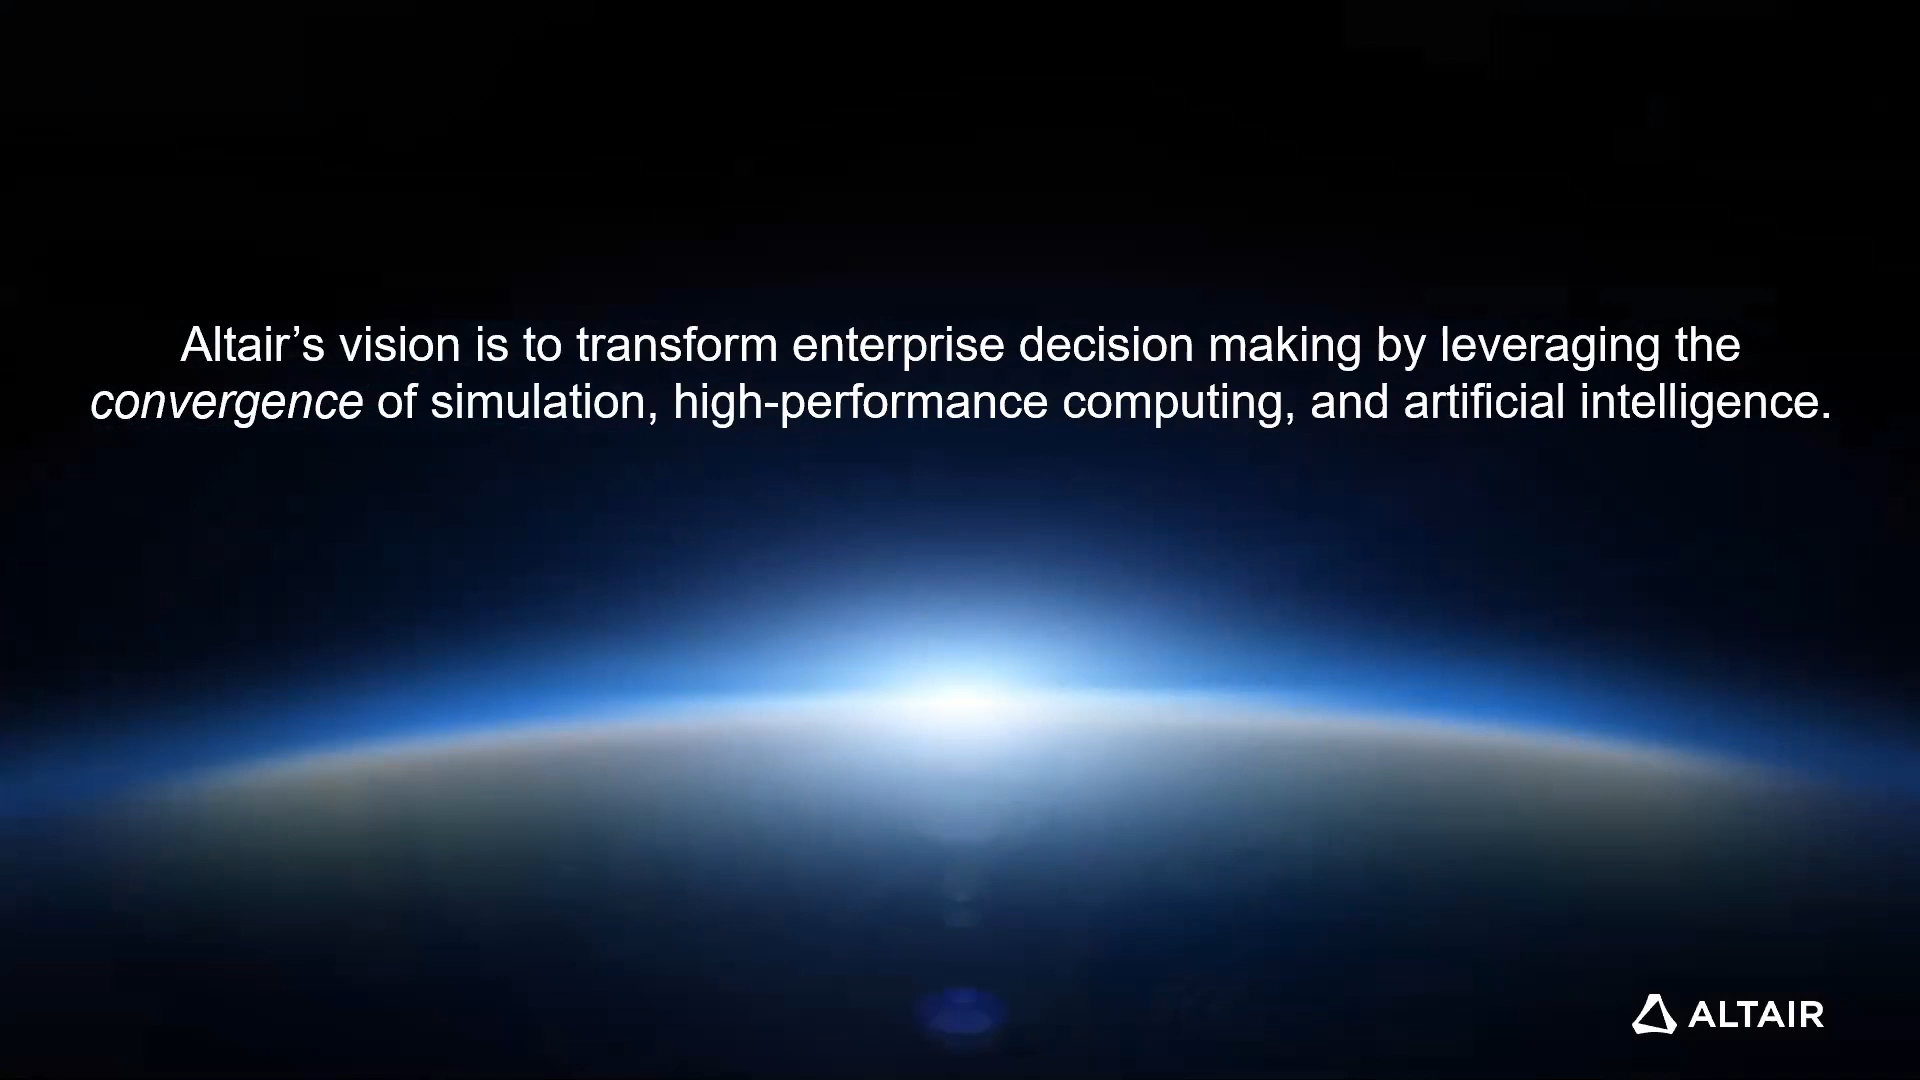 Altair’s vision is to transform enterprise decision making by leveraging the
convergence of simulation, high-performance computing, and artificial intelligence.
ALTAIR